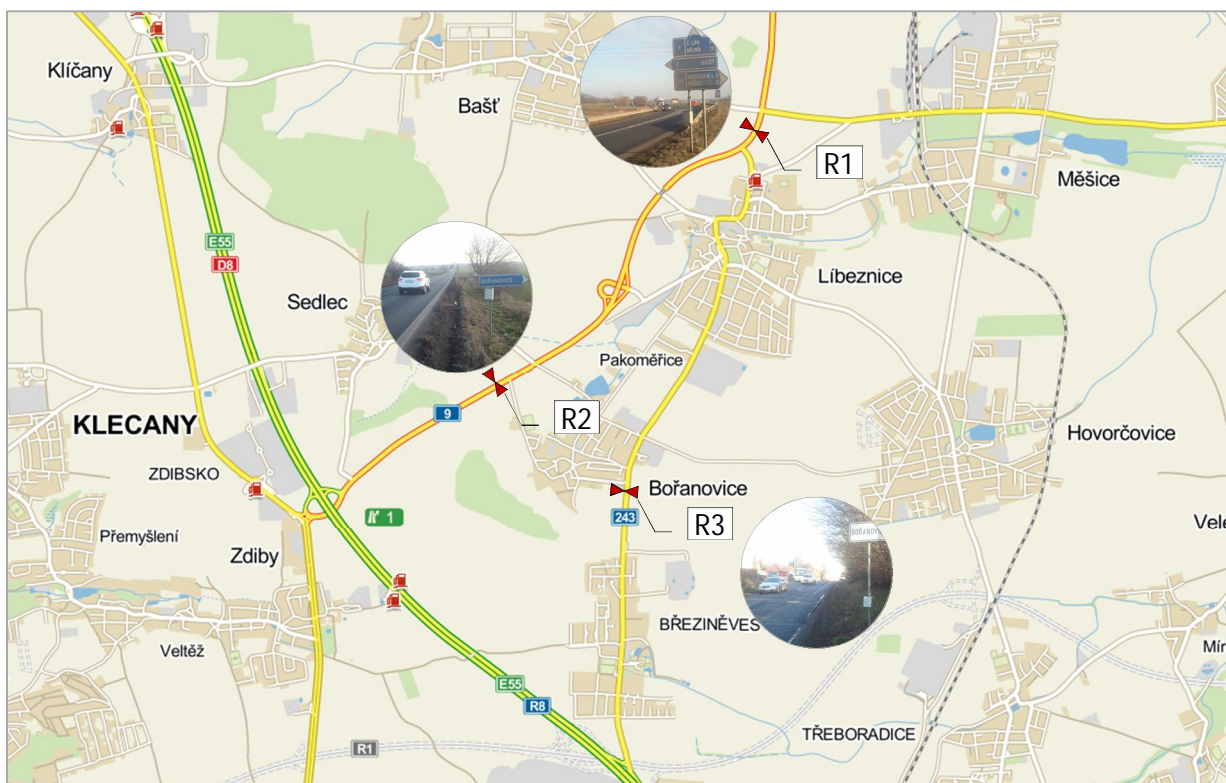 Klíčany
Bašť
BAŠŤ
R1
Měšice
E55
D8
Sedlec
BOŘANOVICE
Líbeznice
Pakoměřice
9
R2
KLECANY
Hovorčovice
ZDIBSKO
Bořanovice
1
243
R3
Přemyšlení
Zdiby
BOŘANOV
Vele
BŘEZINĚVES
Veltěž
Mír
E55
R8
R1
TŘEBORADICE